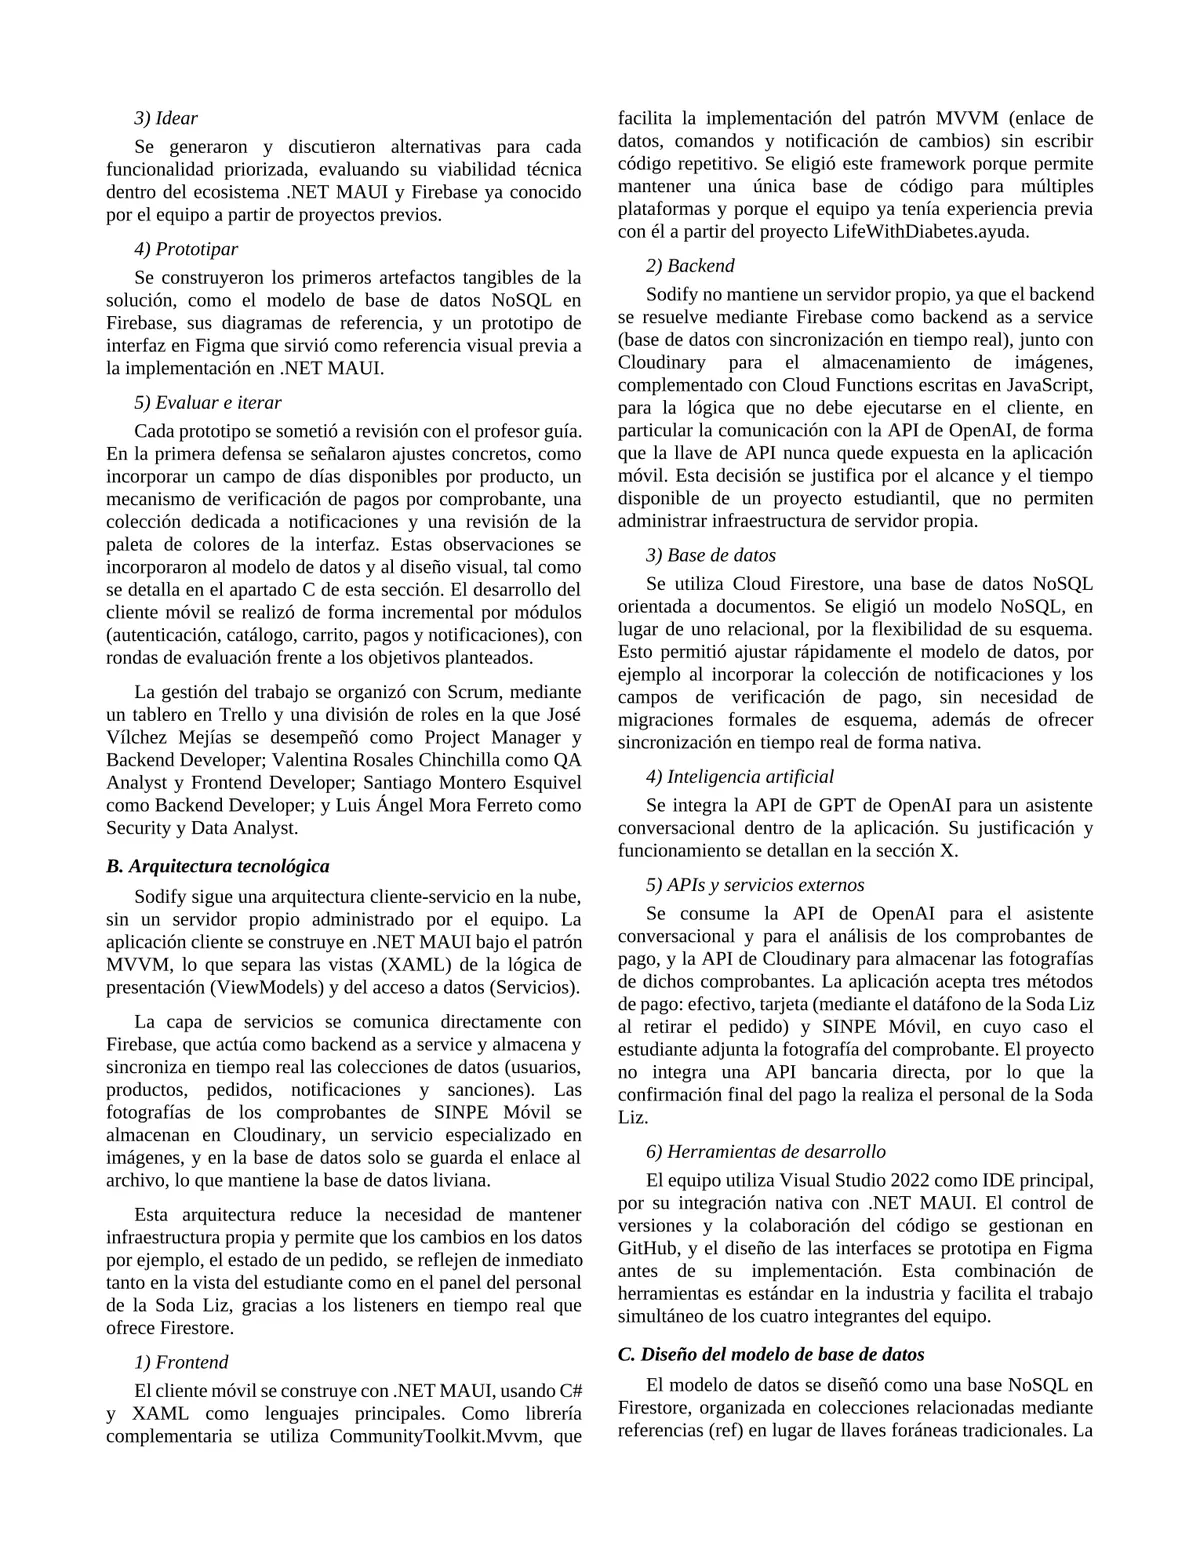 3) Idear
Se generaron y discutieron alternativas para cada
funcionalidad priorizada, evaluando su viabilidad técnica
dentro del ecosistema .NET MAUI y Firebase ya conocido
por el equipo a partir de proyectos previos.
4) Prototipar
Se construyeron los primeros artefactos tangibles de la
solución, como el modelo de base de datos NoSQL en
Firebase, sus diagramas de referencia, y un prototipo de
interfaz en Figma que sirvió como referencia visual previa a
la implementación en .NET MAUI.
5) Evaluar e iterar
Cada prototipo se sometió a revisión con el profesor guía.
En la primera defensa se señalaron ajustes concretos, como
incorporar un campo de días disponibles por producto, un
mecanismo de verificación de pagos por comprobante, una
colección dedicada a notificaciones y una revisión de la
paleta de colores de la interfaz. Estas observaciones se
incorporaron al modelo de datos y al diseño visual, tal como
se detalla en el apartado C de esta sección. El desarrollo del
cliente móvil se realizó de forma incremental por módulos
(autenticación, catálogo, carrito, pagos y notificaciones), con
rondas de evaluación frente a los objetivos planteados.
La gestión del trabajo se organizó con Scrum, mediante
un tablero en Trello y una división de roles en la que José
Vílchez Mejías se desempeñó como Project Manager y
Backend Developer; Valentina Rosales Chinchilla como QA
Analyst y Frontend Developer; Santiago Montero Esquivel
como Backend Developer; y Luis Ángel Mora Ferreto como
Security y Data Analyst.
B. Arquitectura tecnológica
Sodify sigue una arquitectura cliente-servicio en la nube,
sin un servidor propio administrado por el equipo. La
aplicación cliente se construye en .NET MAUI bajo el patrón
MVVM, lo que separa las vistas (XAML) de la lógica de
presentación (ViewModels) y del acceso a datos (Servicios).
La capa de servicios se comunica directamente con
Firebase, que actúa como backend as a service y almacena y
sincroniza en tiempo real las colecciones de datos (usuarios,
productos, pedidos, notificaciones y sanciones). Las
fotografías de los comprobantes de SINPE Móvil se
almacenan en Cloudinary, un servicio especializado en
imágenes, y en la base de datos solo se guarda el enlace al
archivo, lo que mantiene la base de datos liviana.
Esta arquitectura reduce la necesidad de mantener
infraestructura propia y permite que los cambios en los datos
por ejemplo, el estado de un pedido,  se reflejen de inmediato
tanto en la vista del estudiante como en el panel del personal
de la Soda Liz, gracias a los listeners en tiempo real que
ofrece Firestore.
1) Frontend
El cliente móvil se construye con .NET MAUI, usando C#
y XAML como lenguajes principales. Como librería
complementaria se utiliza CommunityToolkit.Mvvm, que
facilita la implementación del patrón MVVM (enlace de
datos, comandos y notificación de cambios) sin escribir
código repetitivo. Se eligió este framework porque permite
mantener una única base de código para múltiples
plataformas y porque el equipo ya tenía experiencia previa
con él a partir del proyecto LifeWithDiabetes.ayuda.
2) Backend
Sodify no mantiene un servidor propio, ya que el backend
se resuelve mediante Firebase como backend as a service
(base de datos con sincronización en tiempo real), junto con
Cloudinary para el almacenamiento de imágenes,
complementado con Cloud Functions escritas en JavaScript,
para la lógica que no debe ejecutarse en el cliente, en
particular la comunicación con la API de OpenAI, de forma
que la llave de API nunca quede expuesta en la aplicación
móvil. Esta decisión se justifica por el alcance y el tiempo
disponible de un proyecto estudiantil, que no permiten
administrar infraestructura de servidor propia.
3) Base de datos
Se utiliza Cloud Firestore, una base de datos NoSQL
orientada a documentos. Se eligió un modelo NoSQL, en
lugar de uno relacional, por la flexibilidad de su esquema.
Esto permitió ajustar rápidamente el modelo de datos, por
ejemplo al incorporar la colección de notificaciones y los
campos de verificación de pago, sin necesidad de
migraciones formales de esquema, además de ofrecer
sincronización en tiempo real de forma nativa.
4) Inteligencia artificial
Se integra la API de GPT de OpenAI para un asistente
conversacional dentro de la aplicación. Su justificación y
funcionamiento se detallan en la sección X.
5) APIs y servicios externos
Se consume la API de OpenAI para el asistente
conversacional y para el análisis de los comprobantes de
pago, y la API de Cloudinary para almacenar las fotografías
de dichos comprobantes. La aplicación acepta tres métodos
de pago: efectivo, tarjeta (mediante el datáfono de la Soda Liz
al retirar el pedido) y SINPE Móvil, en cuyo caso el
estudiante adjunta la fotografía del comprobante. El proyecto
no integra una API bancaria directa, por lo que la
confirmación final del pago la realiza el personal de la Soda
Liz.
6) Herramientas de desarrollo
El equipo utiliza Visual Studio 2022 como IDE principal,
por su integración nativa con .NET MAUI. El control de
versiones y la colaboración del código se gestionan en
GitHub, y el diseño de las interfaces se prototipa en Figma
antes de su implementación. Esta combinación de
herramientas es estándar en la industria y facilita el trabajo
simultáneo de los cuatro integrantes del equipo.
C. Diseño del modelo de base de datos
El modelo de datos se diseñó como una base NoSQL en
Firestore, organizada en colecciones relacionadas mediante
referencias (ref) en lugar de llaves foráneas tradicionales. La